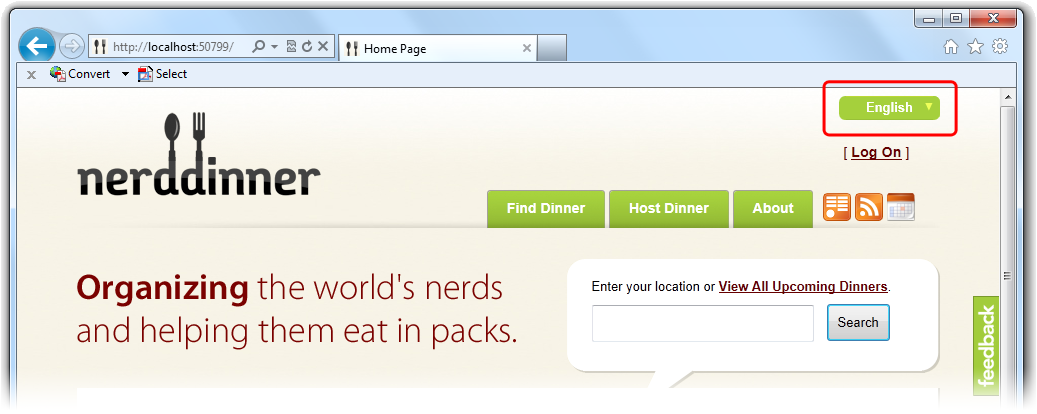 http://localhost:50799/
Home Page
x Convert Select
English
nerddinner
[ Log On ]
Find Dinner
Host Dinner
About
Organizing the world's nerds
and helping them eat in packs.
Enter your location or View All Upcoming Dinners.
Search
feedback